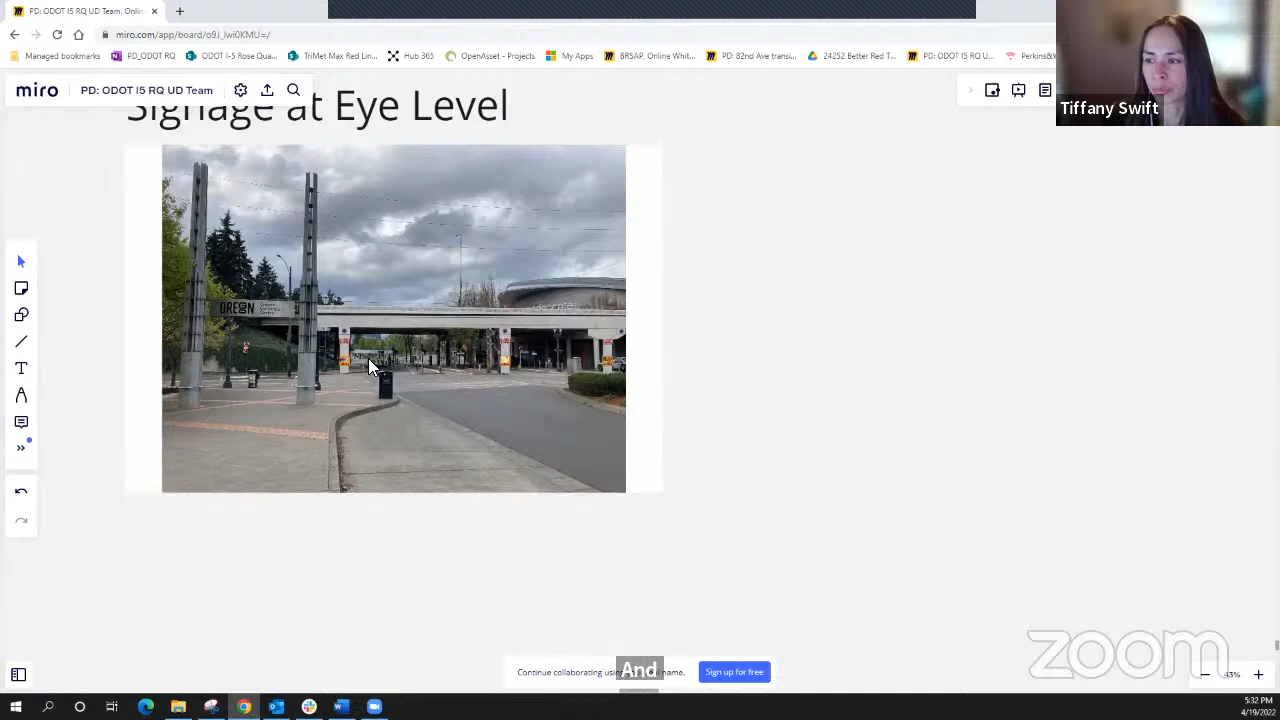 PD: ODOT I5 RQ UD Team, Onlin
miro.com/app/board/o9J_lwi0KMU=/
Managed bookmarks
PD_ODOT RQ
ODOT I-5 Rose Qua...
TriMet Max Red Lin...
Hub 365
OpenAsset - Projects
My Apps
BRSAP, Online Whit...
PD: 82nd Ave transi...
24252 Better Red T...
PD: ODOT I5 RQ U...
Perkins&W
miro
PD: ODOT I5 RQ UD Team
Tiffany Swift
Signage at Eye Level
OREGON
Continue collaborating using
name.
And
Sign up for free
zoom
43%
5:32 PM
4/19/2022